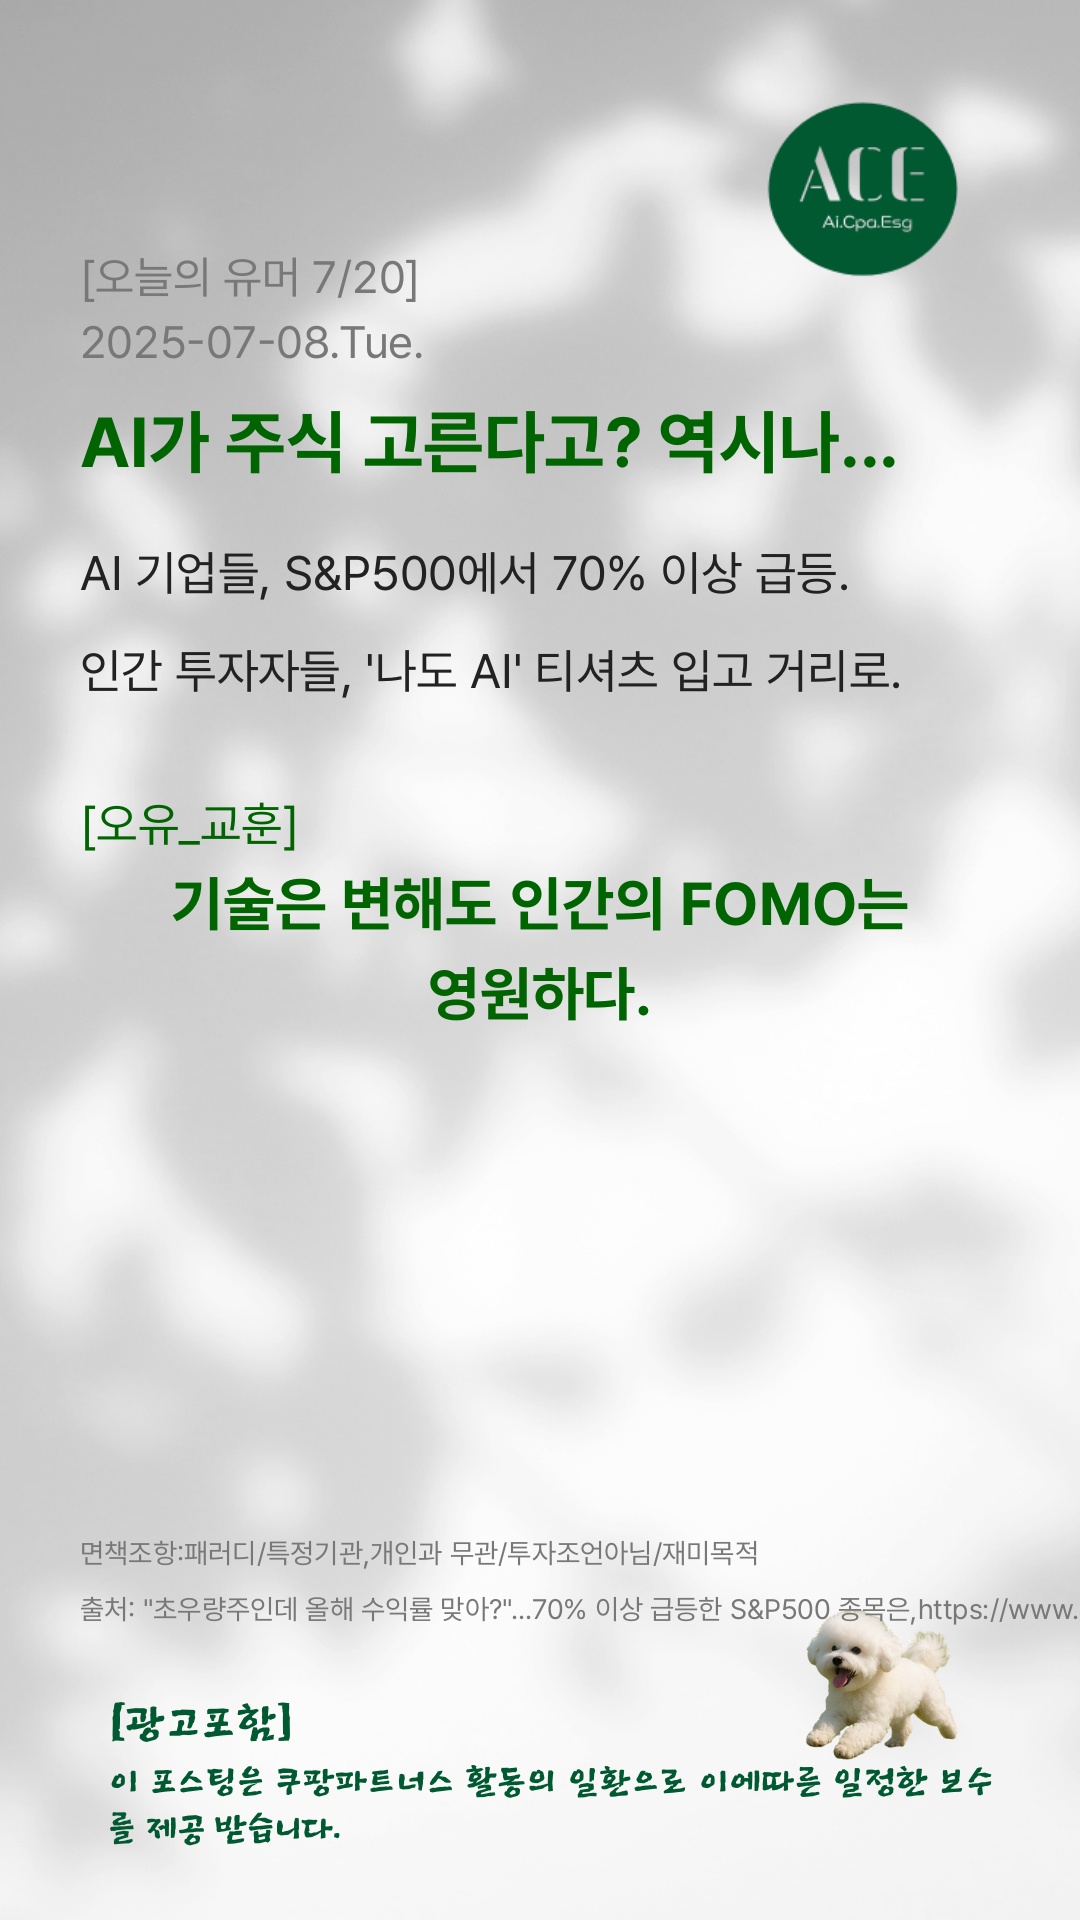 ACE
Ai.Cpa.Esg
[오늘의 유머 7/20]
2025-07-08.Tue.
AI가 주식 고른다고? 역시나...
AI 기업들, S&P500에서 70% 이상 급등.
인간 투자자들, '나도 AI' 티셔츠 입고 거리로.
[오유_교훈]
기술은 변해도 인간의 FOMO는
영원하다.
면책조항:패러디/특정기관,개인과 무관/투자조언아님/재미목적
출처: "초우량주인데 올해 수익률 맞아?"...70% 이상 급등한 S&P500 종목은,https://www.
[광고포함]
이 포스팅은 쿠팡파트너스 활동의 일환으로 이에따른 일정한 보수
를 제공 받습니다.